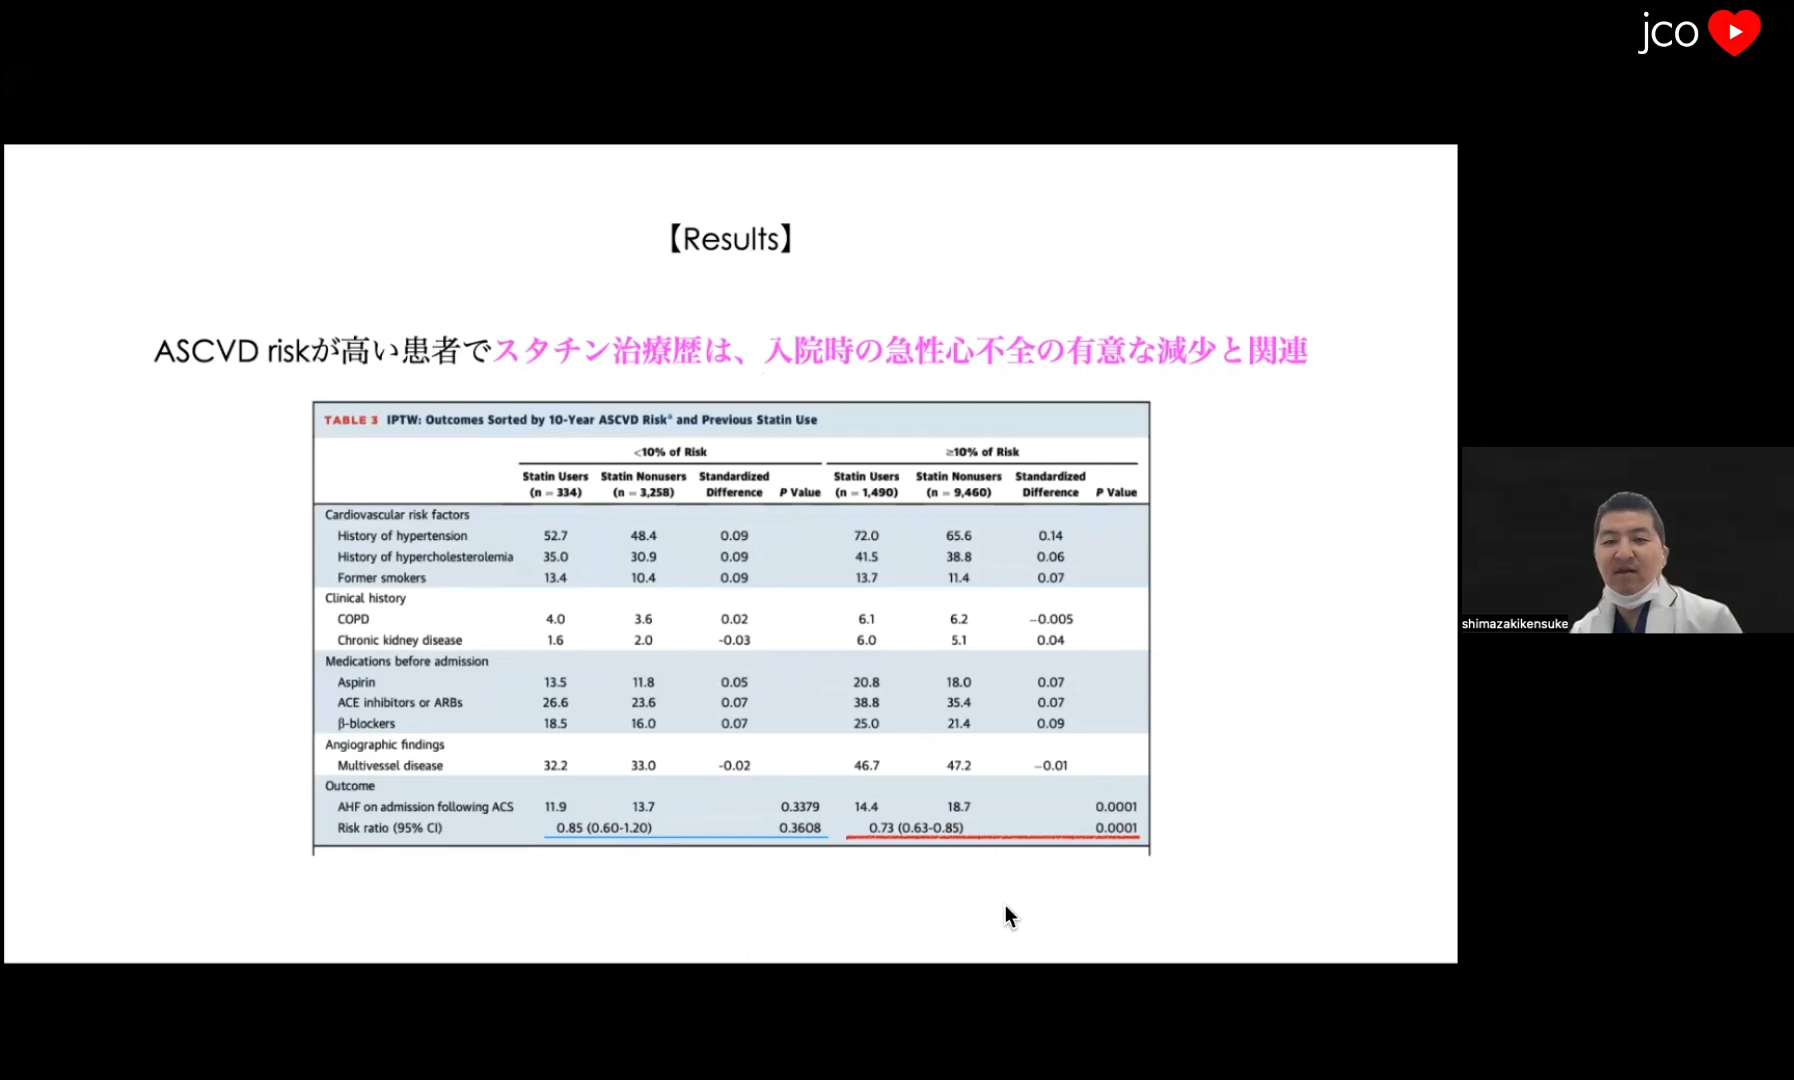 jco
【Results】
ASCVD riskが高い患者でスタチン治療歴は、入院時の急性心不全の有意な減少と関連
TABLE 3 IPTW: Outcomes Sorted by 10-Year ASCVD Riskᵃ and Previous Statin Use
<10% of Risk ≥10% of Risk
Statin Users Statin Nonusers Standardized Statin Users Statin Nonusers Standardized
(n = 334) (n = 3,258) Difference P Value (n = 1,490) (n = 9,460) Difference P Value
Cardiovascular risk factors
History of hypertension 52.7 48.4 0.09 72.0 65.6 0.14
History of hypercholesterolemia 35.0 30.9 0.09 41.5 38.8 0.06
Former smokers 13.4 10.4 0.09 13.7 11.4 0.07
Clinical history
COPD 4.0 3.6 0.02 6.1 6.2 −0.005
Chronic kidney disease 1.6 2.0 -0.03 6.0 5.1 0.04
Medications before admission
Aspirin 13.5 11.8 0.05 20.8 18.0 0.07
ACE inhibitors or ARBs 26.6 23.6 0.07 38.8 35.4 0.07
β-blockers 18.5 16.0 0.07 25.0 21.4 0.09
Angiographic findings
Multivessel disease 32.2 33.0 -0.02 46.7 47.2 −0.01
Outcome
AHF on admission following ACS 11.9 13.7 0.3379 14.4 18.7 0.0001
Risk ratio (95% CI) 0.85 (0.60-1.20) 0.3608 0.73 (0.63-0.85) 0.0001
shimazakikensuke